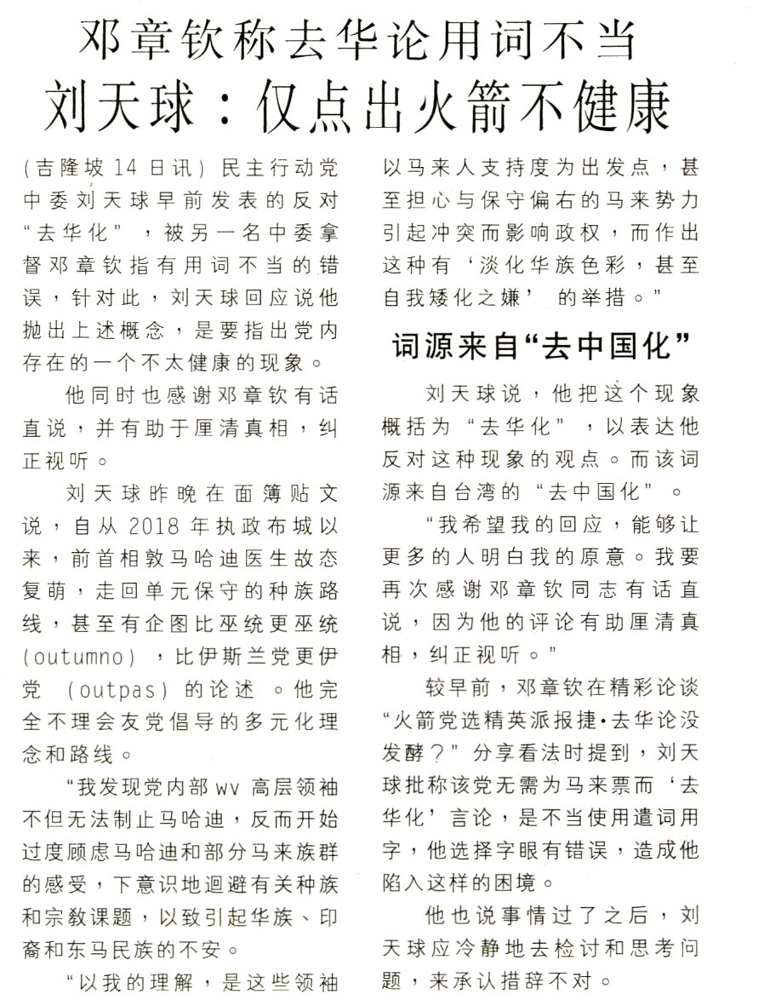 邓章钦称去华论用词不当
刘天球：仅点出火箭不健康
(吉隆坡 14 日讯) 民主行动党
中委刘天球早前发表的反对
“去华化”，被另一名中委拿
督邓章钦指有用词不当的错
误，针对此，刘天球回应说他
抛出上述概念，是要指出党内
存在的一个不太健康的现象。
他同时也感谢邓章钦有话
直说，并有助于厘清真相，纠
正视听。
刘天球昨晚在面簿贴文
说，自从 2018 年执政布城以
来，前首相敦马哈迪医生故态
复萌，走回单元保守的种族路
线，甚至有企图比巫统更巫统
(outumno)，比伊斯兰党更伊
党 (outpas) 的论述 。他完
全不理会友党倡导的多元化理
念和路线。
“我发现党内部 wv 高层领袖
不但无法制止马哈迪，反而开始
过度顾虑马哈迪和部分马来族群
的感受，下意识地迴避有关种族
和宗教课题，以致引起华族、印
裔和东马民族的不安。
“以我的理解，是这些领袖
以马来人支持度为出发点，甚
至担心与保守偏右的马来势力
引起冲突而影响政权，而作出
这种有‘淡化华族色彩，甚至
自我矮化之嫌’ 的举措。”
词源来自“去中国化”
刘天球说，他把这个现象
概括为“去华化”，以表达他
反对这种现象的观点。而该词
源来自台湾的“去中国化”。
“我希望我的回应，能够让
更多的人明白我的原意。我要
再次感谢邓章钦同志有话直
说，因为他的评论有助厘清真
相，纠正视听。”
较早前，邓章钦在精彩论谈
“火箭党选精英派报捷•去华论没
发酵？” 分享看法时提到，刘天
球批称该党无需为马来票而‘去
华化’言论，是不当使用遣词用
字，他选择字眼有错误，造成他
陷入这样的困境。
他也说事情过了之后，刘
天球应冷静地去检讨和思考问
题，来承认措辞不对。